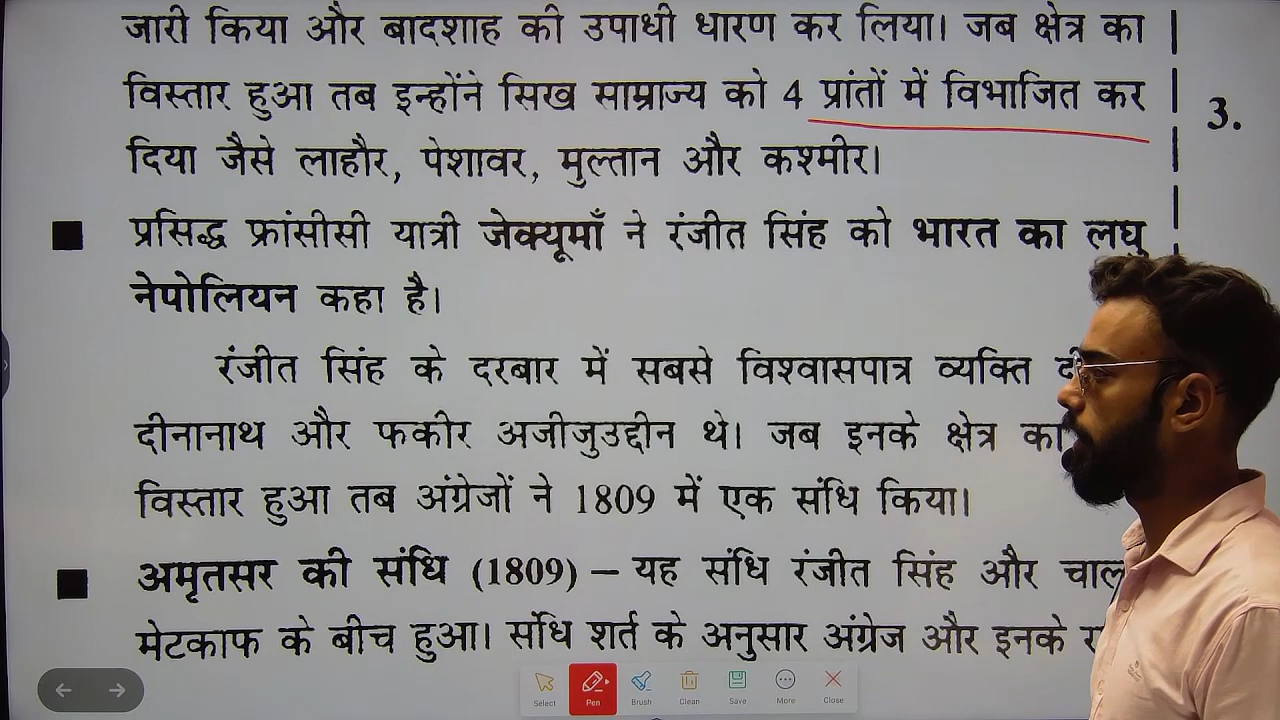 जारी किया और बादशाह की उपाधी धारण कर लिया। जब क्षेत्र का
विस्तार हुआ तब इन्होंने सिख साम्राज्य को 4 प्रांतों में विभाजित कर
दिया जैसे लाहौर, पेशावर, मुल्तान और कश्मीर।
3.
■ प्रसिद्ध फ्रांसीसी यात्री जेक्यूमाँ ने रंजीत सिंह को भारत का लघु
नेपोलियन कहा है।
रंजीत सिंह के दरबार में सबसे विश्वासपात्र व्यक्ति
दीनानाथ और फकीर अजीजुउद्दीन थे। जब इनके क्षेत्र का
विस्तार हुआ तब अंग्रेजों ने 1809 में एक संधि किया।
■ अमृतसर की संधि (1809) – यह संधि रंजीत सिंह और
मेटकाफ के बीच हुआ। संधि शर्त के अनुसार अंग्रेज और इनके
Select Pen Brush Clean Save More Close